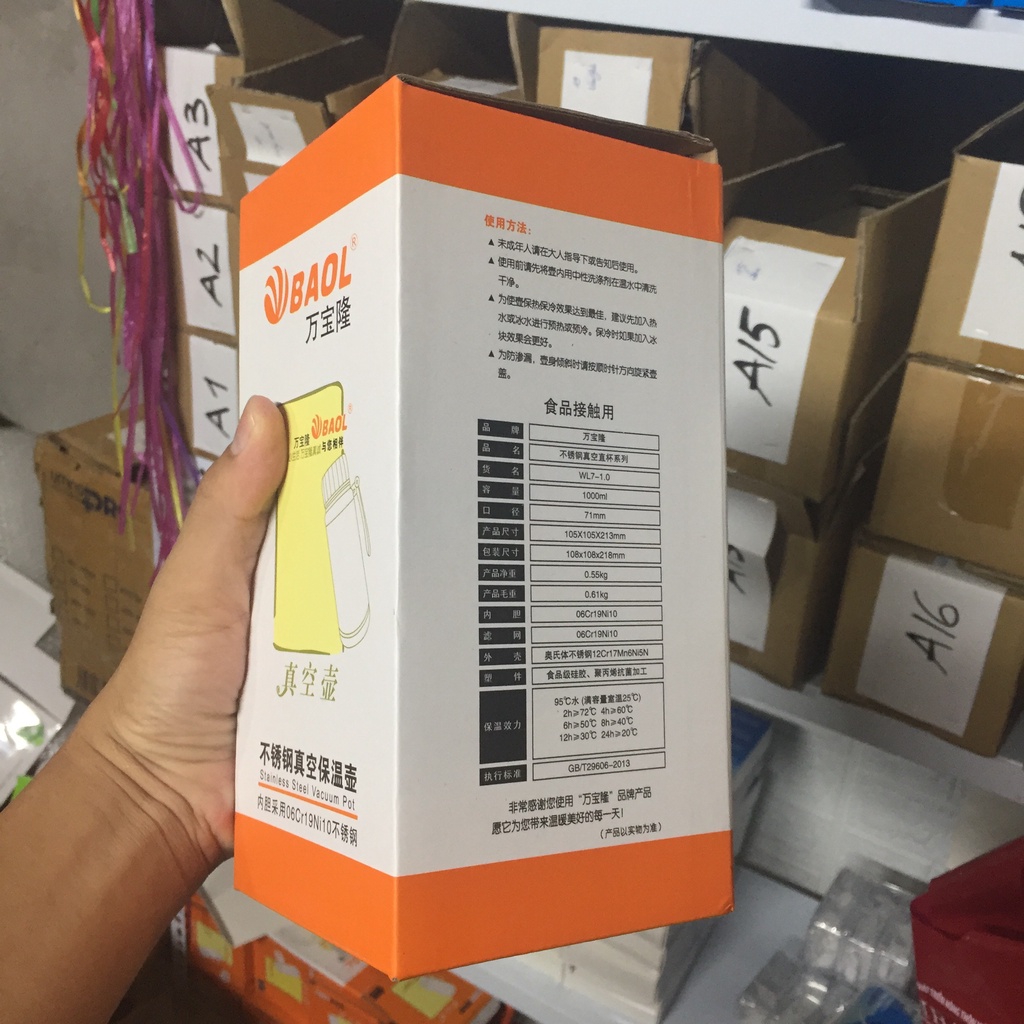 BAOL®
万宝隆
BAOL®
万宝隆
与您相伴
真空壶
不锈钢真空保温壶
Stainless Steel Vacuum Pot
内胆采用06Cr19Ni10不锈钢
使用方法：
▲ 未成年人请在大人指导下或告知后使用。
▲ 使用前请先将壶内用中性洗涤剂在温水中清洗
干净。
▲ 为使壶保热保冷效果达到最佳，建议先加入热
水或冰水进行预热或预冷。保冷时如果加入冰
块效果会更好。
▲ 为防渗漏，壶身倾斜时请按顺时针方向旋紧壶
盖。
食品接触用
品牌 万宝隆
品名 不锈钢真空直杯系列
货名 WL7-1.0
容量 1000ml
口径 71mm
产品尺寸 105X105X213mm
包装尺寸 108x108x218mm
产品净重 0.55kg
产品毛重 0.61kg
内胆 06Cr19Ni10
滤网 06Cr19Ni10
外壳 奥氏体不锈钢12Cr17Mn6Ni5N
塑件 食品级硅胶、聚丙烯抗菌加工
保温效力 95℃水 (满容量室温25℃)
2h≥72℃ 4h≥60℃
6h≥50℃ 8h≥40℃
12h≥30℃ 24h≥20℃
执行标准 GB/T29606-2013
非常感谢您使用“万宝隆”品牌产品
愿它为您带来温暖美好的每一天！
（产品以实物为准）
A3
A2
A1
A15
A16